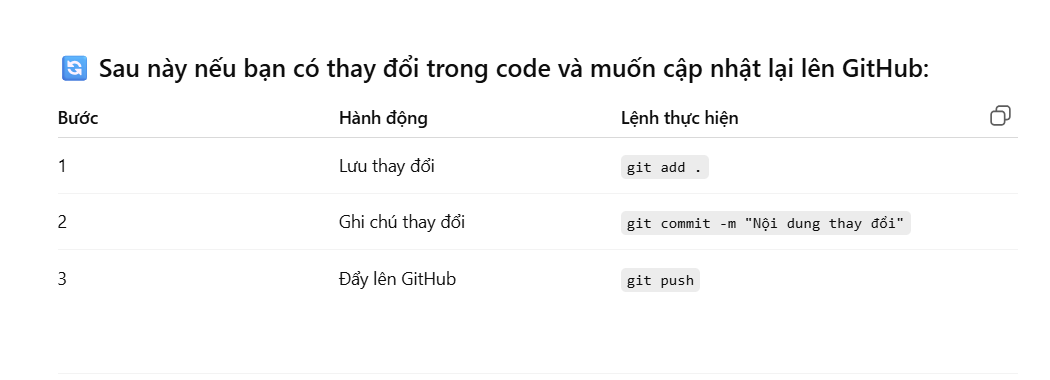 🔄 Sau này nếu bạn có thay đổi trong code và muốn cập nhật lại lên GitHub:
Bước Hành động Lệnh thực hiện
1 Lưu thay đổi git add .
2 Ghi chú thay đổi git commit -m "Nội dung thay đổi"
3 Đẩy lên GitHub git push